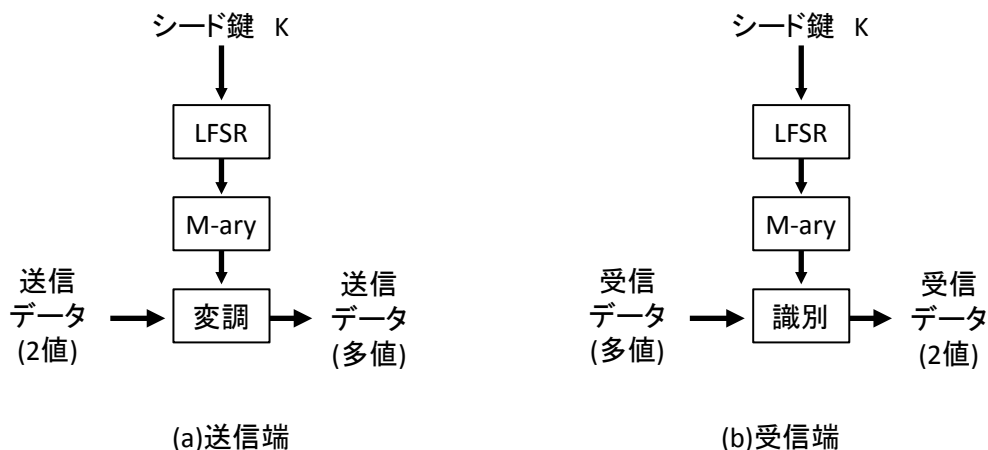 シード鍵 K
LFSR
M-ary
送信
データ
(2値)
変調
送信
データ
(多値)
(a)送信端
シード鍵 K
LFSR
M-ary
受信
データ
(多値)
識別
受信
データ
(2値)
(b)受信端